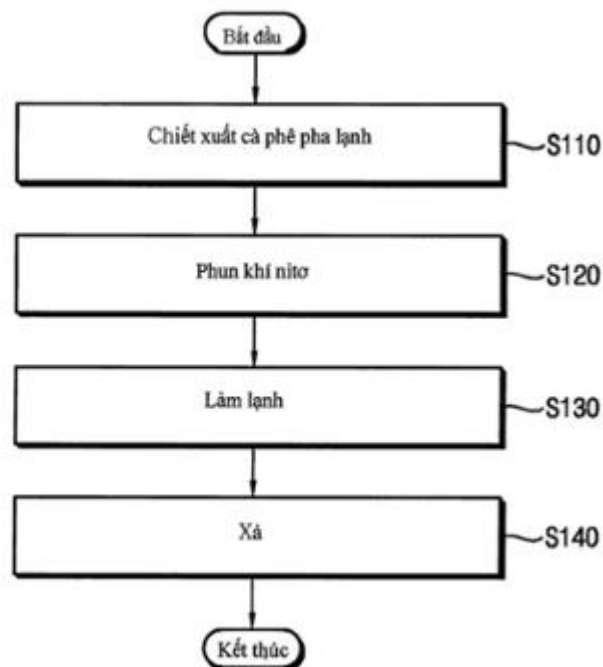 Bắt đầu
Chiết xuất cà phê pha lạnh
S110
Phun khí nitơ
S120
Làm lạnh
S130
Xả
S140
Kết thúc